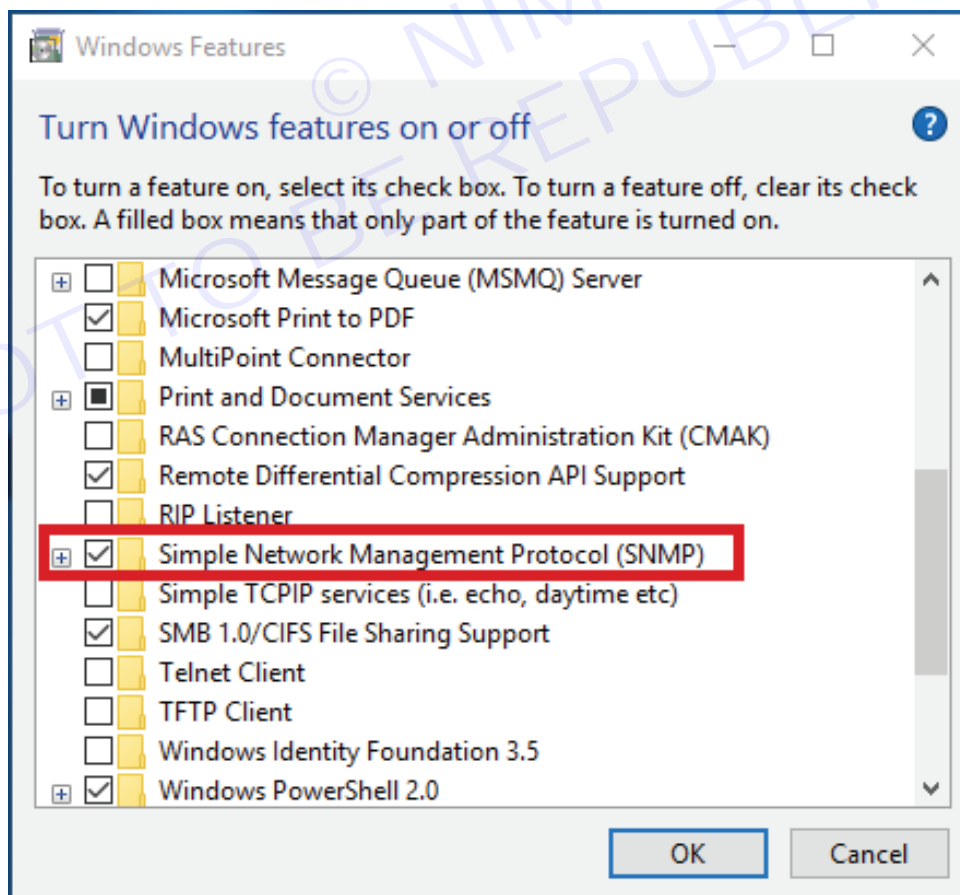 Windows Features
© NIM
NOT TO BE REPUBL
Turn Windows features on or off
?
To turn a feature on, select its check box. To turn a feature off, clear its check
box. A filled box means that only part of the feature is turned on.
Microsoft Message Queue (MSMQ) Server
Microsoft Print to PDF
MultiPoint Connector
Print and Document Services
RAS Connection Manager Administration Kit (CMAK)
Remote Differential Compression API Support
RIP Listener
Simple Network Management Protocol (SNMP)
Simple TCPIP services (i.e. echo, daytime etc)
SMB 1.0/CIFS File Sharing Support
Telnet Client
TFTP Client
Windows Identity Foundation 3.5
Windows PowerShell 2.0
OK
Cancel